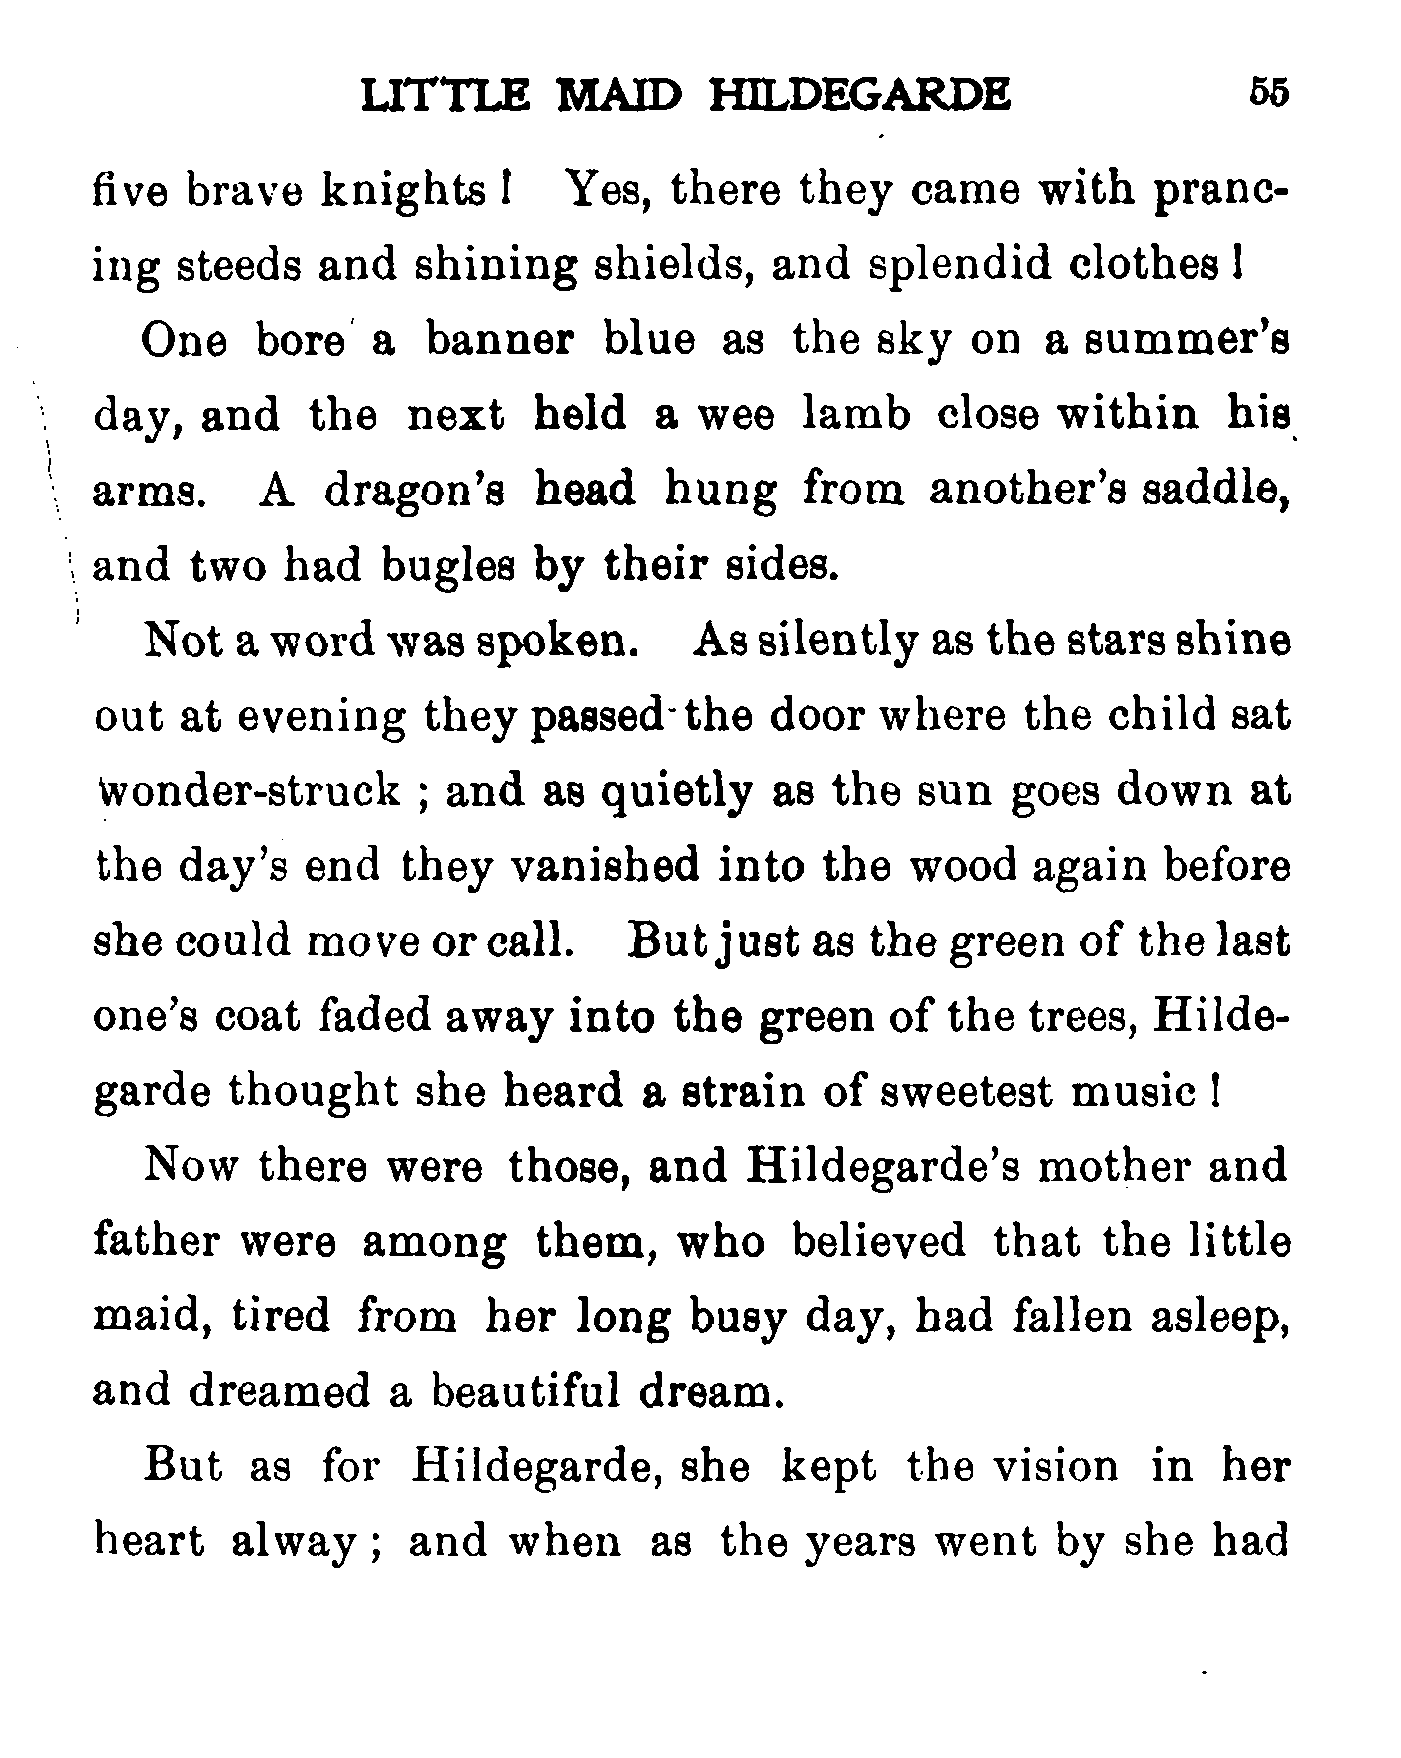 LITTLE MAID HILDEGARDE 55
five brave knights! Yes, there they came with pranc-
ing steeds and shining shields, and splendid clothes!
One bore a banner blue as the sky on a summer's
day, and the next held a wee lamb close within his
arms. A dragon's head hung from another's saddle,
and two had bugles by their sides.
Not a word was spoken. As silently as the stars shine
out at evening they passed the door where the child sat
wonder-struck; and as quietly as the sun goes down at
the day's end they vanished into the wood again before
she could move or call. But just as the green of the last
one's coat faded away into the green of the trees, Hilde-
garde thought she heard a strain of sweetest music!
Now there were those, and Hildegarde's mother and
father were among them, who believed that the little
maid, tired from her long busy day, had fallen asleep,
and dreamed a beautiful dream.
But as for Hildegarde, she kept the vision in her
heart alway; and when as the years went by she had